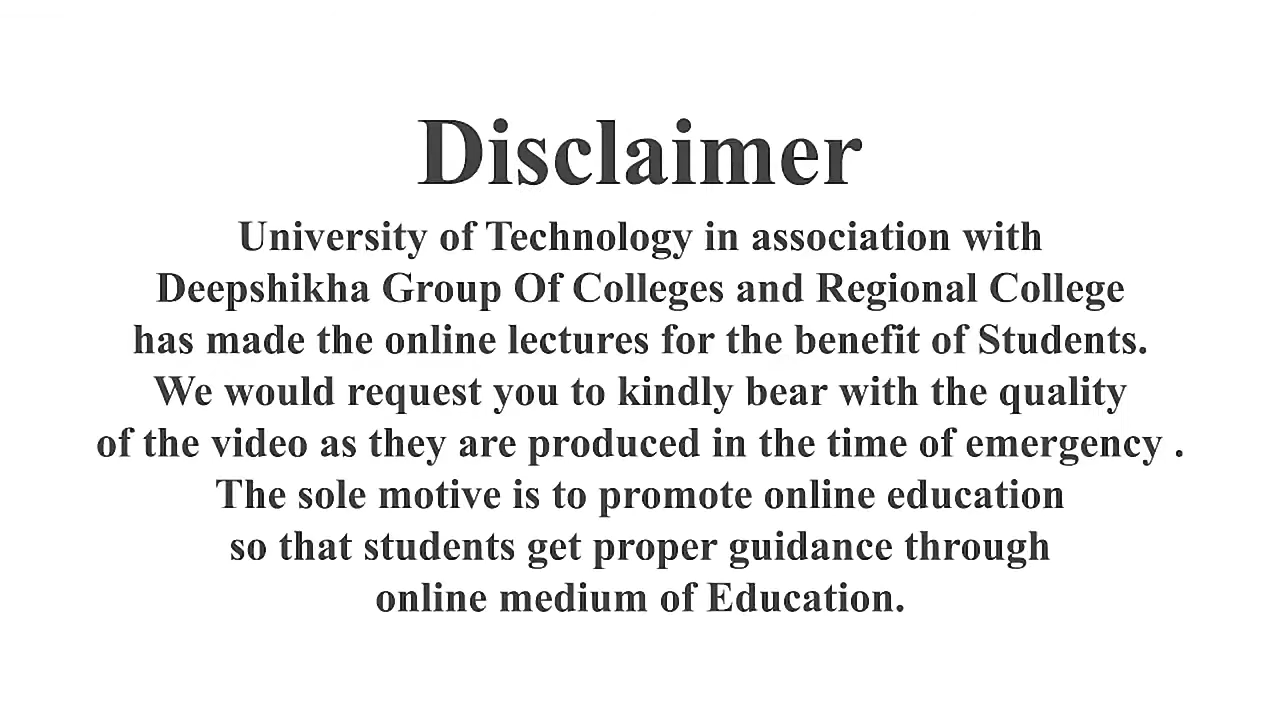 Disclaimer
University of Technology in association with
Deepshikha Group Of Colleges and Regional College
has made the online lectures for the benefit of Students.
We would request you to kindly bear with the quality
of the video as they are produced in the time of emergency .
The sole motive is to promote online education
so that students get proper guidance through
online medium of Education.